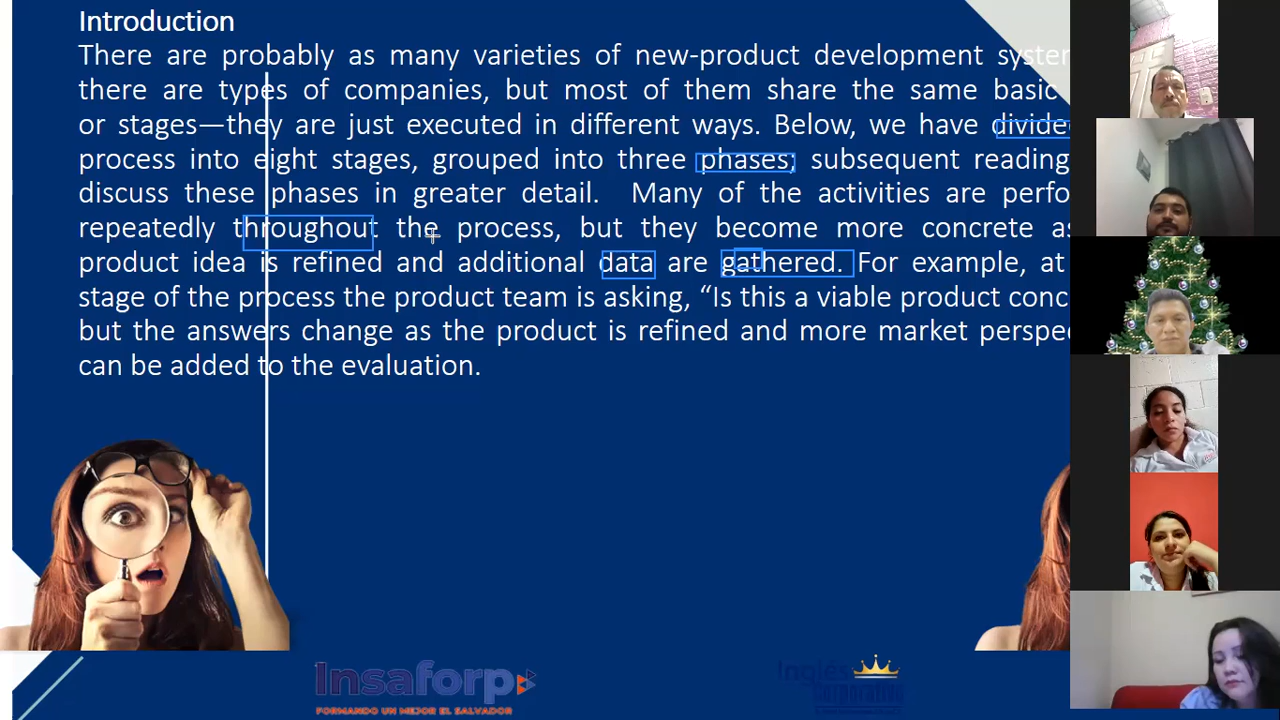 Introduction
There are probably as many varieties of new-product development
there are types of companies, but most of them share the same basic
or stages—they are just executed in different ways. Below, we have
process into eight stages, grouped into three phases; subsequent reading
discuss these phases in greater detail. Many of the activities are
repeatedly throughout the process, but they become more concrete as
product idea is refined and additional data are gathered. For example, at
stage of the process the product team is asking, “Is this a viable product
but the answers change as the product is refined and more market
can be added to the evaluation.
Insaforp
FORMANDO UN MEJOR EL SALVADOR
Inglés